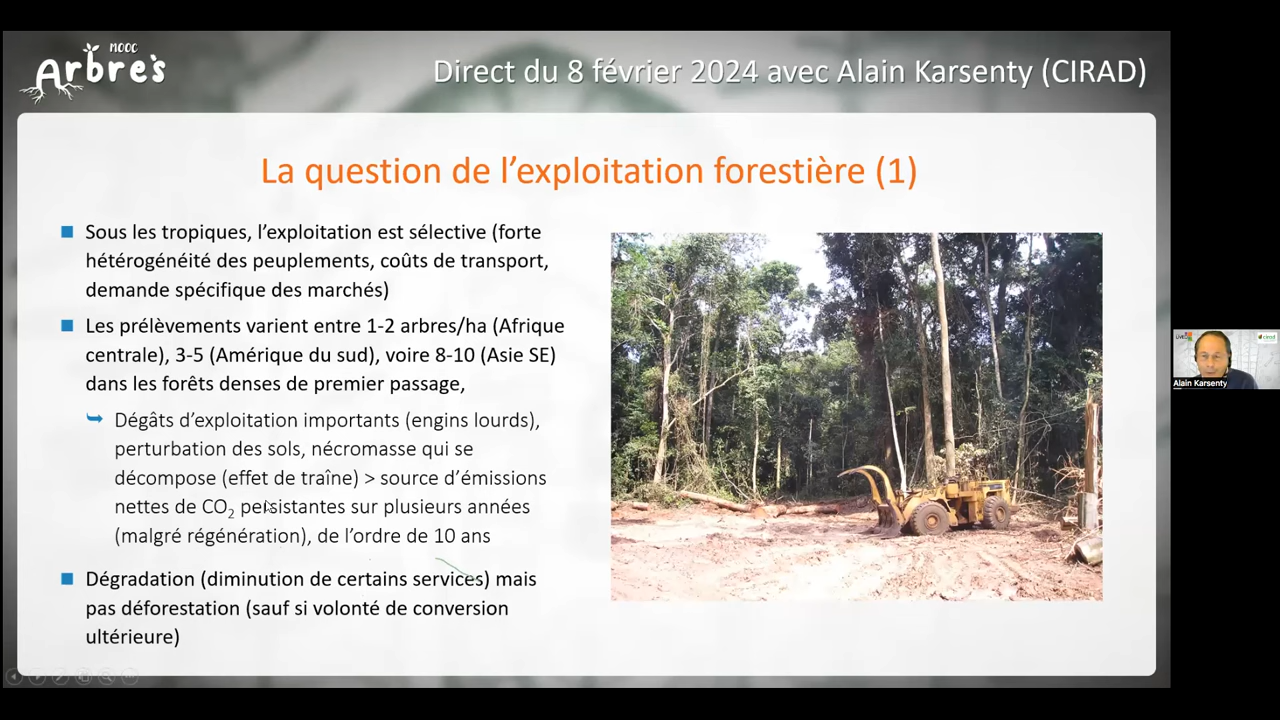 MOOC
Arbre's
Direct du 8 février 2024 avec Alain Karsenty (CIRAD)
La question de l’exploitation forestière (1)
Sous les tropiques, l’exploitation est sélective (forte
hétérogénéité des peuplements, coûts de transport,
demande spécifique des marchés)
Les prélèvements varient entre 1-2 arbres/ha (Afrique
centrale), 3-5 (Amérique du sud), voire 8-10 (Asie SE)
dans les forêts denses de premier passage,
Dégâts d’exploitation importants (engins lourds),
perturbation des sols, nécromasse qui se
décompose (effet de traîne) > source d’émissions
nettes de CO2 persistantes sur plusieurs années
(malgré régénération), de l’ordre de 10 ans
Dégradation (diminution de certains services) mais
pas déforestation (sauf si volonté de conversion
ultérieure)
cirad
Alain Karsenty